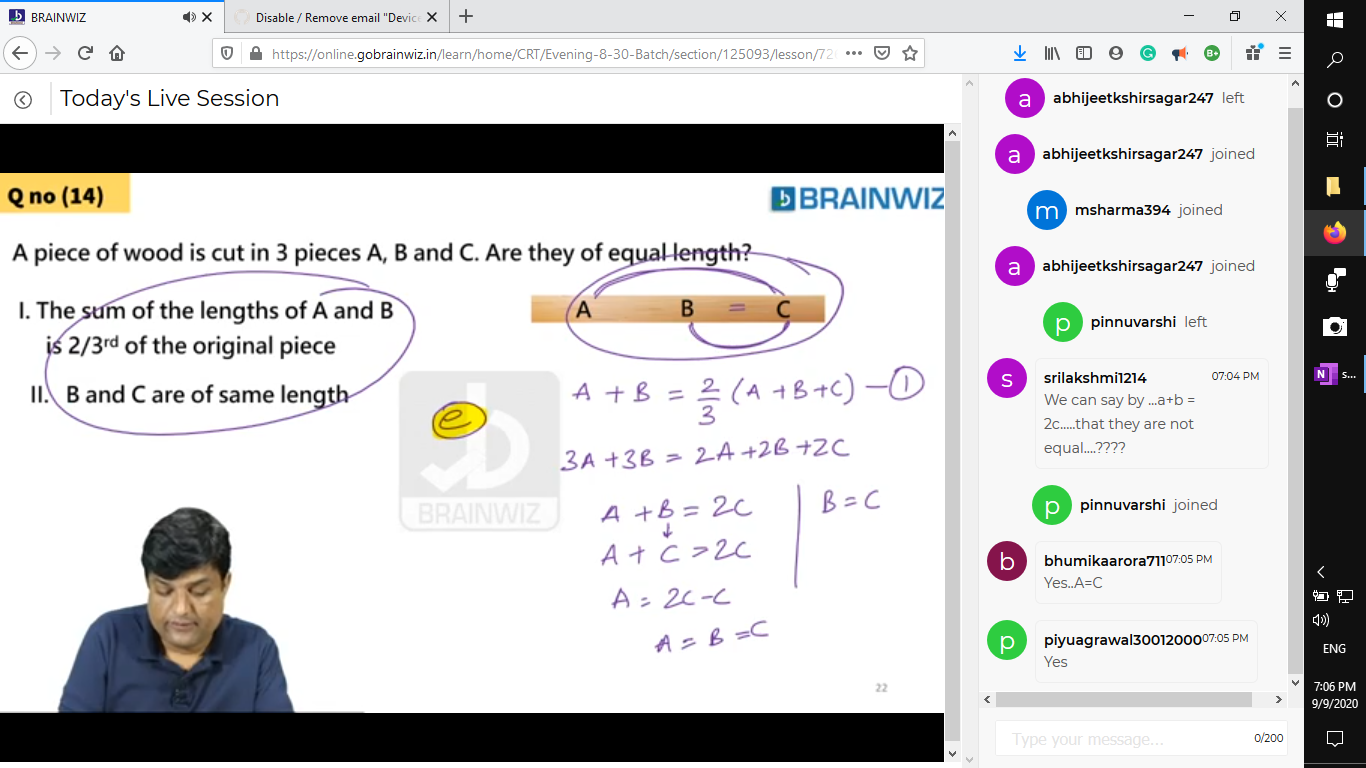 BRAINWIZ
Disable / Remove email "Device
https://online.gobrainwiz.in/learn/home/CRT/Evening-8-30-Batch/section/125093/lesson/72
Today's Live Session
Q no (14)
BRAINWIZ
A piece of wood is cut in 3 pieces A, B and C. Are they of equal length?
I. The sum of the lengths of A and B
is 2/3rd of the original piece
II. B and C are of same length
A B = C
e
BRAINWIZ
A + B = 2/3 (A + B + C) — 1
3A + 3B = 2A + 2B + 2C
A + B = 2C
B = C
A + C = 2C
A = 2C - C
A = B = C
22
a abhijeetkshirsagar247 left
a abhijeetkshirsagar247 joined
m msharma394 joined
a abhijeetkshirsagar247 joined
p pinnuvarshi left
s srilakshmi1214 07:04 PM
We can say by ...a+b =
2c.....that they are not
equal....????
p pinnuvarshi joined
b bhumikaarora711 07:05 PM
Yes..A=C
p piyuagrawal30012000 07:05 PM
Yes
Type your message... 0/200
N s...
ENG
7:06 PM
9/9/2020